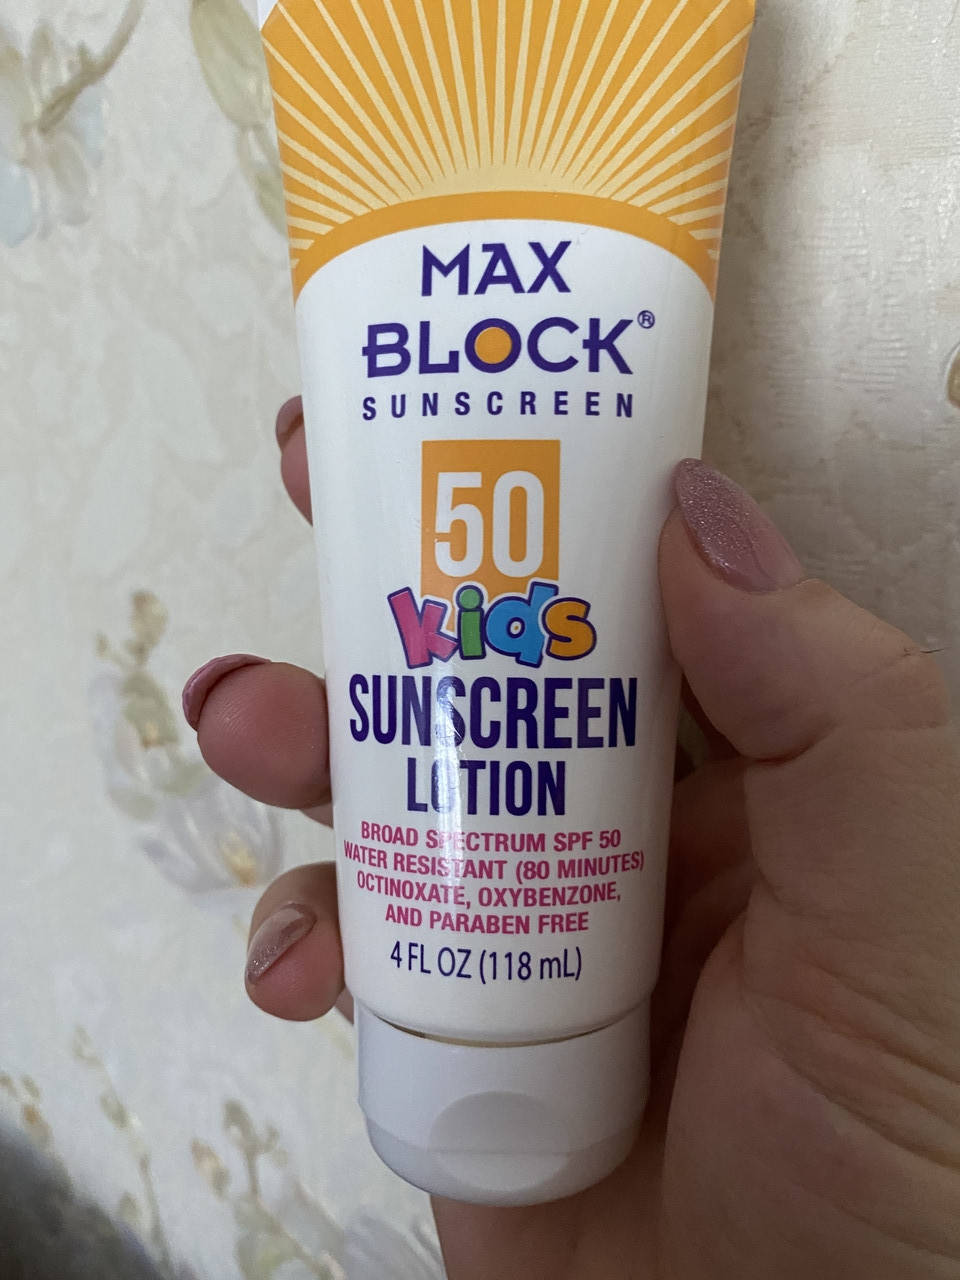 MAX
BLOCK®
SUNSCREEN
50
kids
SUNSCREEN
LOTION
BROAD SPECTRUM SPF 50
WATER RESISTANT (80 MINUTES)
OCTINOXATE, OXYBENZONE,
AND PARABEN FREE
4 FL OZ (118 mL)